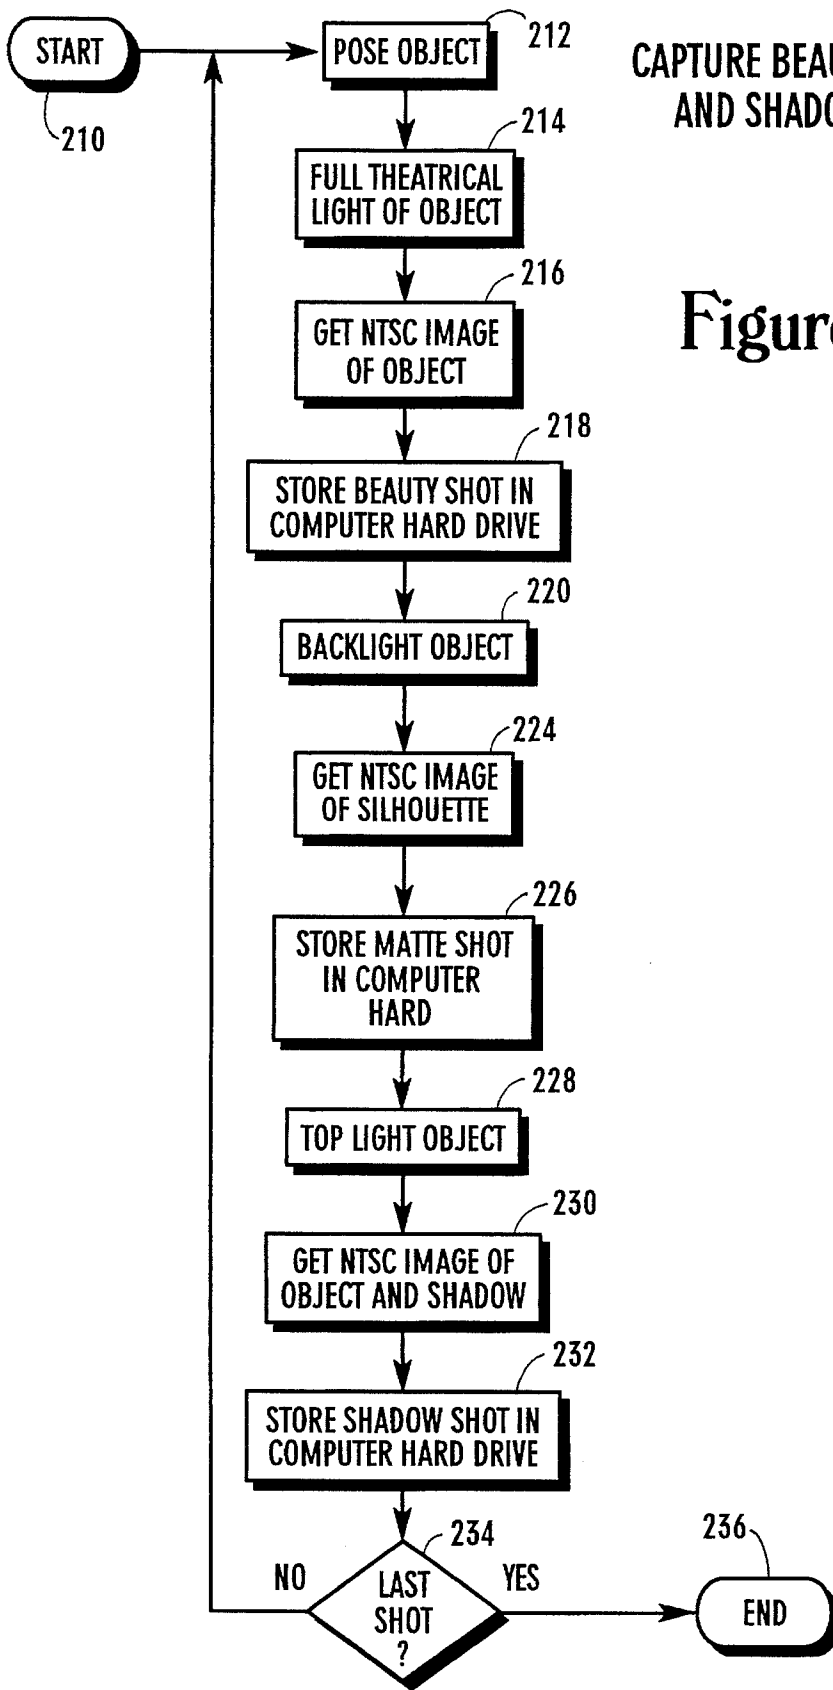 START
210
POSE OBJECT
212
CAPTURE
AND
214
FULL THEATRICAL
LIGHT OF OBJECT
216
GET NTSC IMAGE
OF OBJECT
Figure
218
STORE BEAUTY SHOT IN
COMPUTER HARD DRIVE
220
BACKLIGHT OBJECT
224
GET NTSC IMAGE
OF SILHOUETTE
226
STORE MATTE SHOT
IN COMPUTER
HARD
228
TOP LIGHT OBJECT
230
GET NTSC IMAGE OF
OBJECT AND SHADOW
232
STORE SHADOW SHOT IN
COMPUTER HARD DRIVE
234
LAST
SHOT
?
NO
YES
236
END